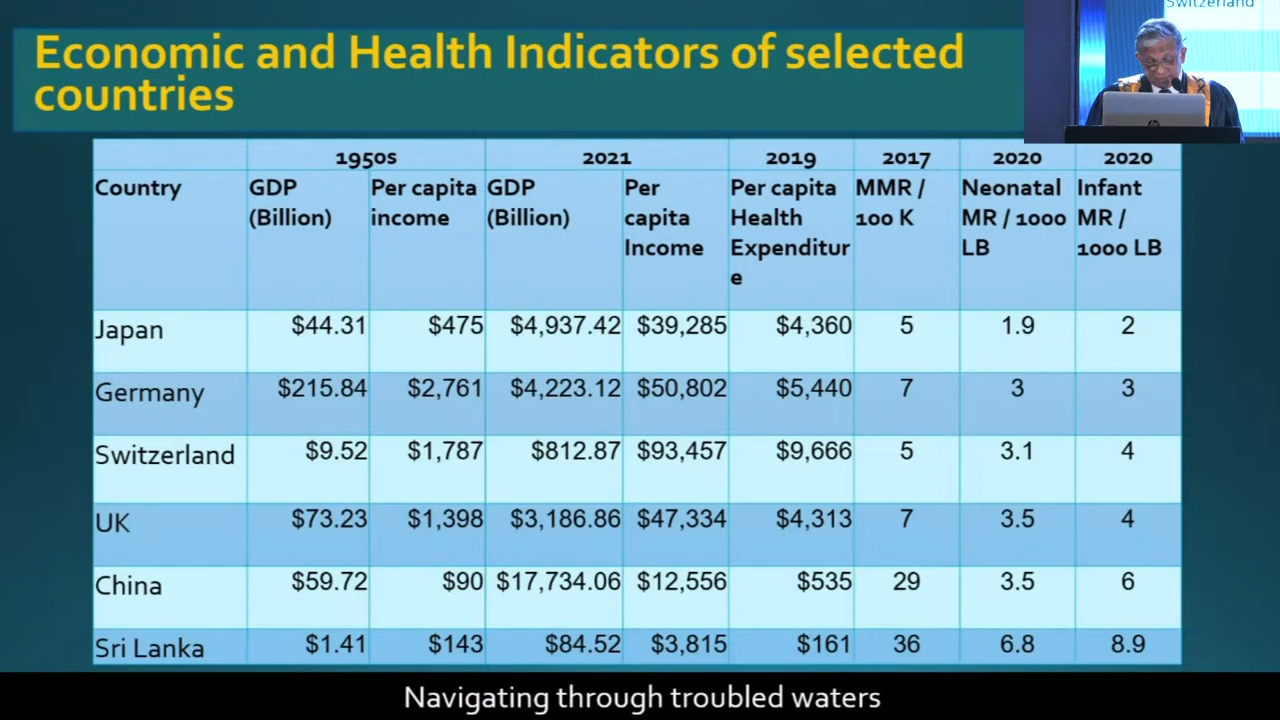 Switzerland
Economic and Health Indicators of selected
countries
1950s 2021 2019 2017 2020 2020
Country GDP (Billion) Per capita income GDP (Billion) Per capita Income Per capita Health Expenditure MMR / 100 K Neonatal MR / 1000 LB Infant MR / 1000 LB
Japan $44.31 $475 $4,937.42 $39,285 $4,360 5 1.9 2
Germany $215.84 $2,761 $4,223.12 $50,802 $5,440 7 3 3
Switzerland $9.52 $1,787 $812.87 $93,457 $9,666 5 3.1 4
UK $73.23 $1,398 $3,186.86 $47,334 $4,313 7 3.5 4
China $59.72 $90 $17,734.06 $12,556 $535 29 3.5 6
Sri Lanka $1.41 $143 $84.52 $3,815 $161 36 6.8 8.9
Navigating through troubled waters